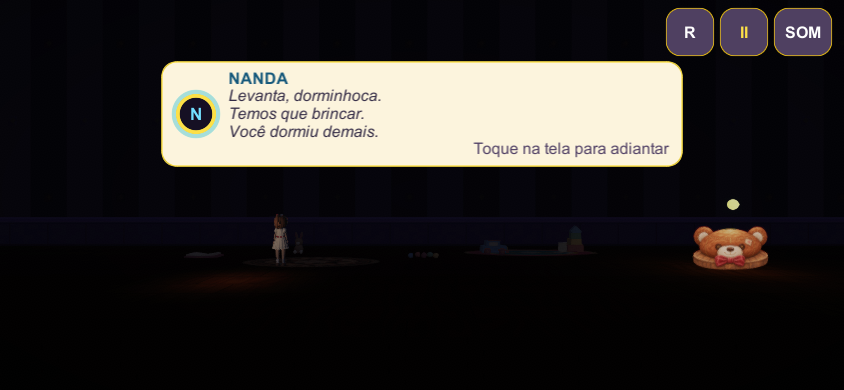 R
II
SOM
NANDA
N
Levanta, dorminhoca.
Temos que brincar.
Você dormiu demais.
Toque na tela para adiantar